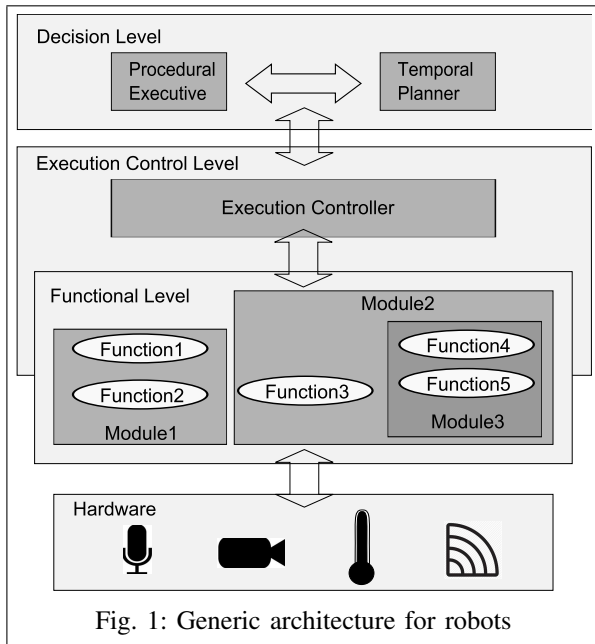 Decision Level
Procedural
Executive
Temporal
Planner
Execution Control Level
Execution Controller
Functional Level
Module2
Function1
Function2
Module1
Function3
Function4
Function5
Module3
Hardware
Fig. 1: Generic architecture for robots